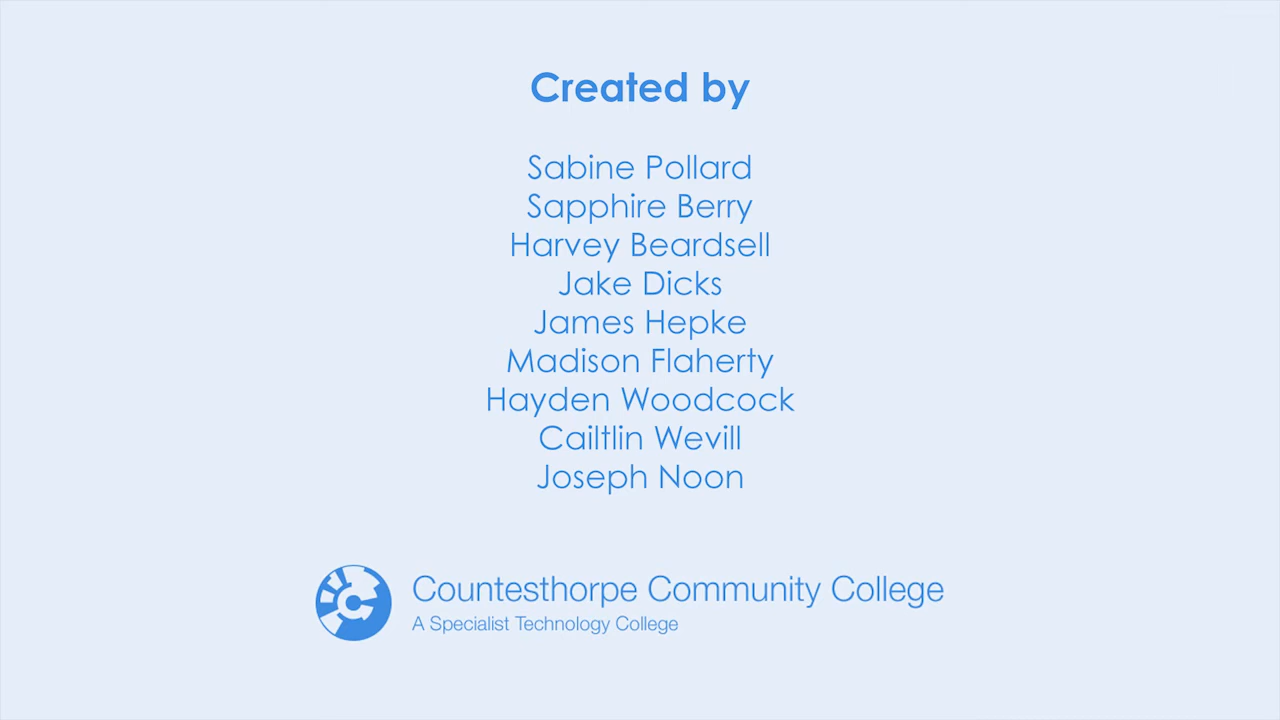 Created by
Sabine Pollard
Sapphire Berry
Harvey Beardsell
Jake Dicks
James Hepke
Madison Flaherty
Hayden Woodcock
Cailtlin Wevill
Joseph Noon
Countesthorpe Community College
A Specialist Technology College